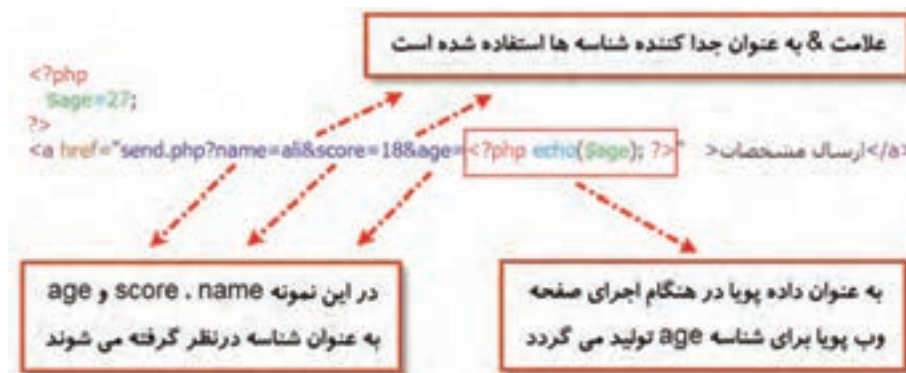 علامت & به عنوان جدا کننده شناسه ها استفاده شده است
<?php
$age=27;
?>
<a href="send.php?name=ali&score=18&age=<?php echo($age); ?>" >ارسال مشخصات</a>
در این نمونه score ، name و age
به عنوان شناسه درنظر گرفته می شوند
به عنوان داده پویا در هنگام اجرای صفحه
وب پویا برای شناسه age تولید می گردد